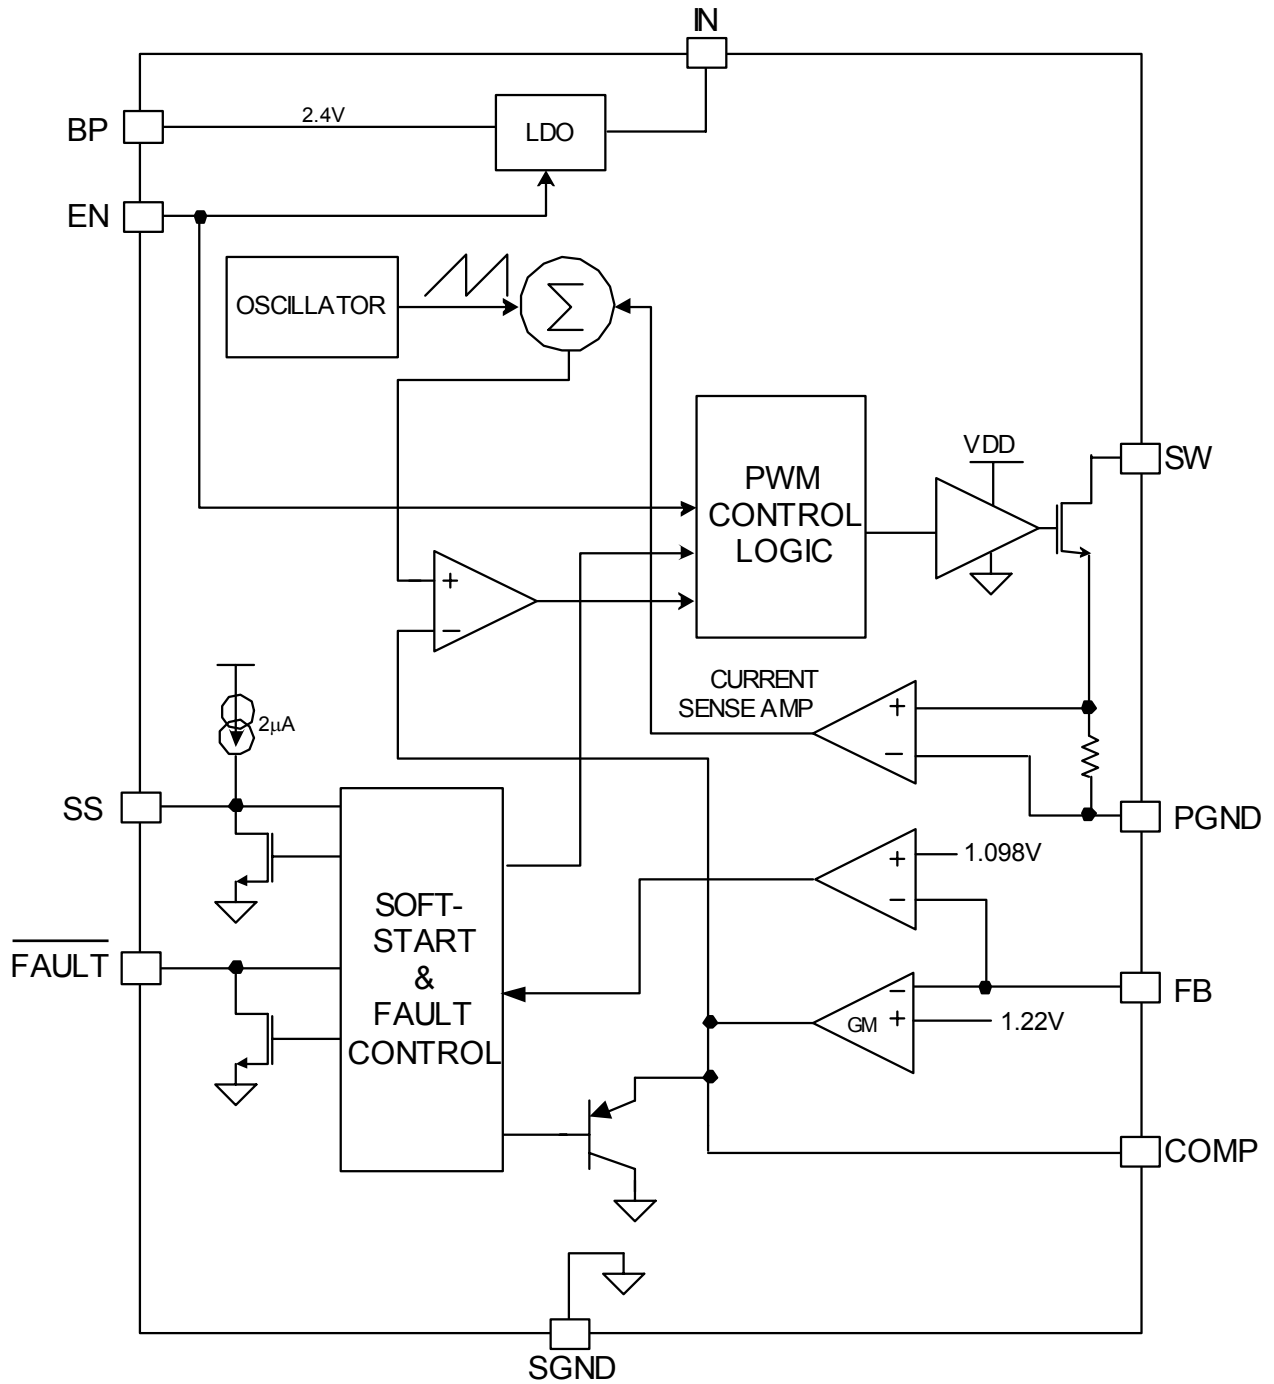 IN
BP
2.4V
LDO
EN
OSCILLATOR
Σ
PWM
CONTROL
LOGIC
VDD
SW
+
−
CURRENT
SENSE AMP
+
−
2µA
SS
PGND
+
1.098V
−
SOFT-
START
&
FAULT
CONTROL
FAULT
FB
−
GM
+
1.22V
COMP
SGND